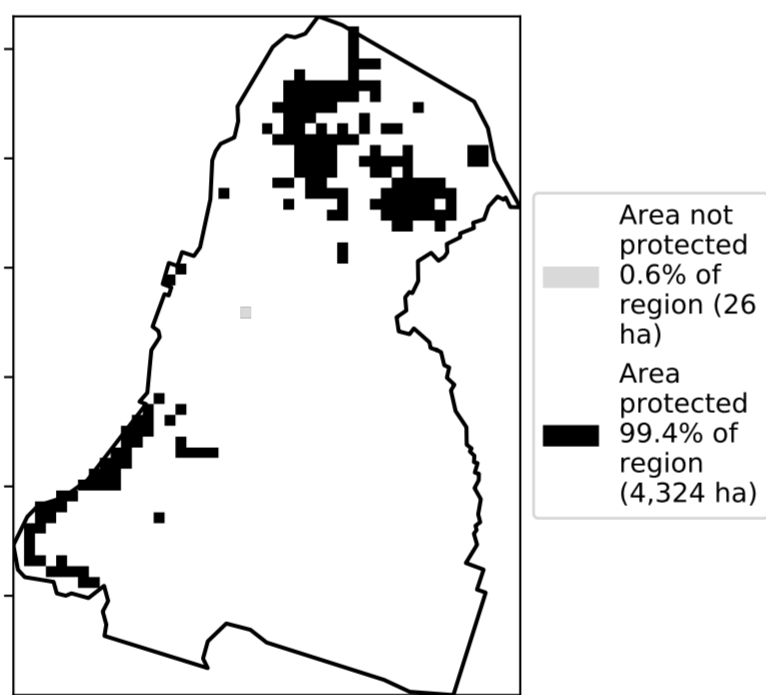 Area not
protected
0.6% of
region (26
ha)
Area
protected
99.4% of
region
(4,324 ha)